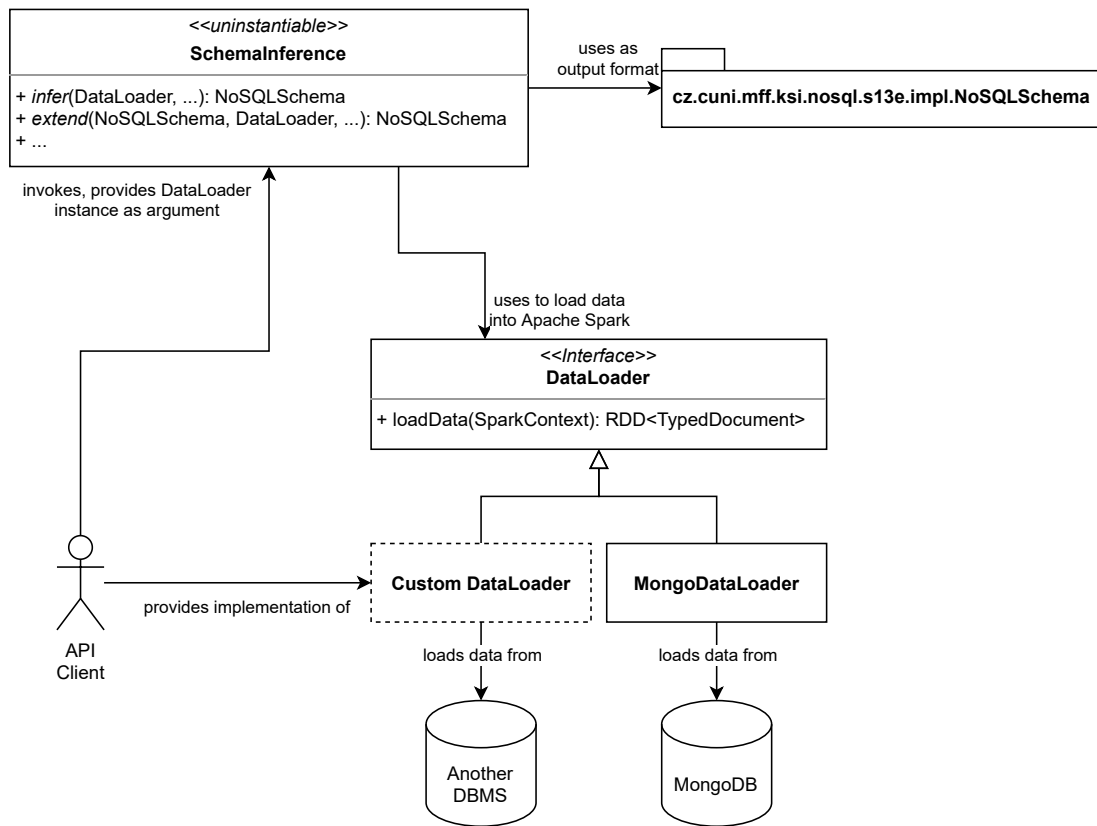 <<uninstantiable>>
SchemaInference
+ infer(DataLoader, ...): NoSQLSchema
+ extend(NoSQLSchema, DataLoader, ...): NoSQLSchema
+ ...
uses as
output format
cz.cuni.mff.ksi.nosql.s13e.impl.NoSQLSchema
invokes, provides DataLoader
instance as argument
uses to load data
into Apache Spark
<<Interface>>
DataLoader
+ loadData(SparkContext): RDD<TypedDocument>
API
Client
provides implementation of
Custom DataLoader
MongoDataLoader
loads data from
loads data from
Another
DBMS
MongoDB